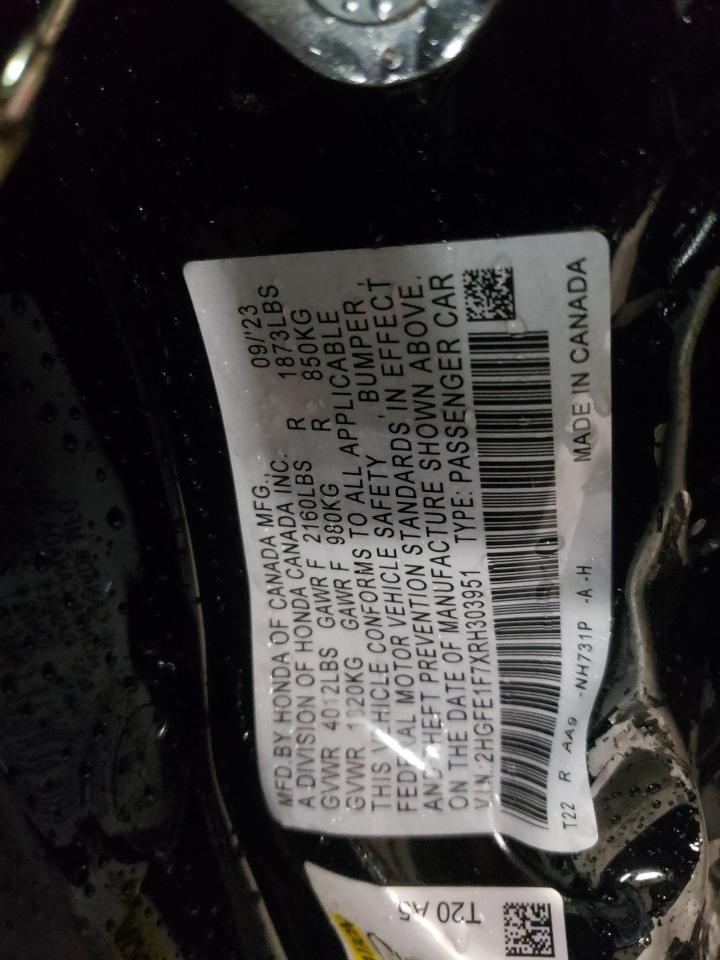 MFD. BY HONDA OF CANADA MFG., 09/'23
A DIVISION OF HONDA CANADA INC.
GVWR 4012LBS GAWR F 2160LBS R 1873LBS
GVWR 1820KG GAWR F 980KG R 850KG
THIS VEHICLE CONFORMS TO ALL APPLICABLE
FEDERAL MOTOR VEHICLE SAFETY, BUMPER,
AND THEFT PREVENTION STANDARDS IN EFFECT
ON THE DATE OF MANUFACTURE SHOWN ABOVE.
VIN: 2HGFE1F7XRH303951 TYPE: PASSENGER CAR
T22 R AA9 -NH731P -A -H MADE IN CANADA
T20 A5